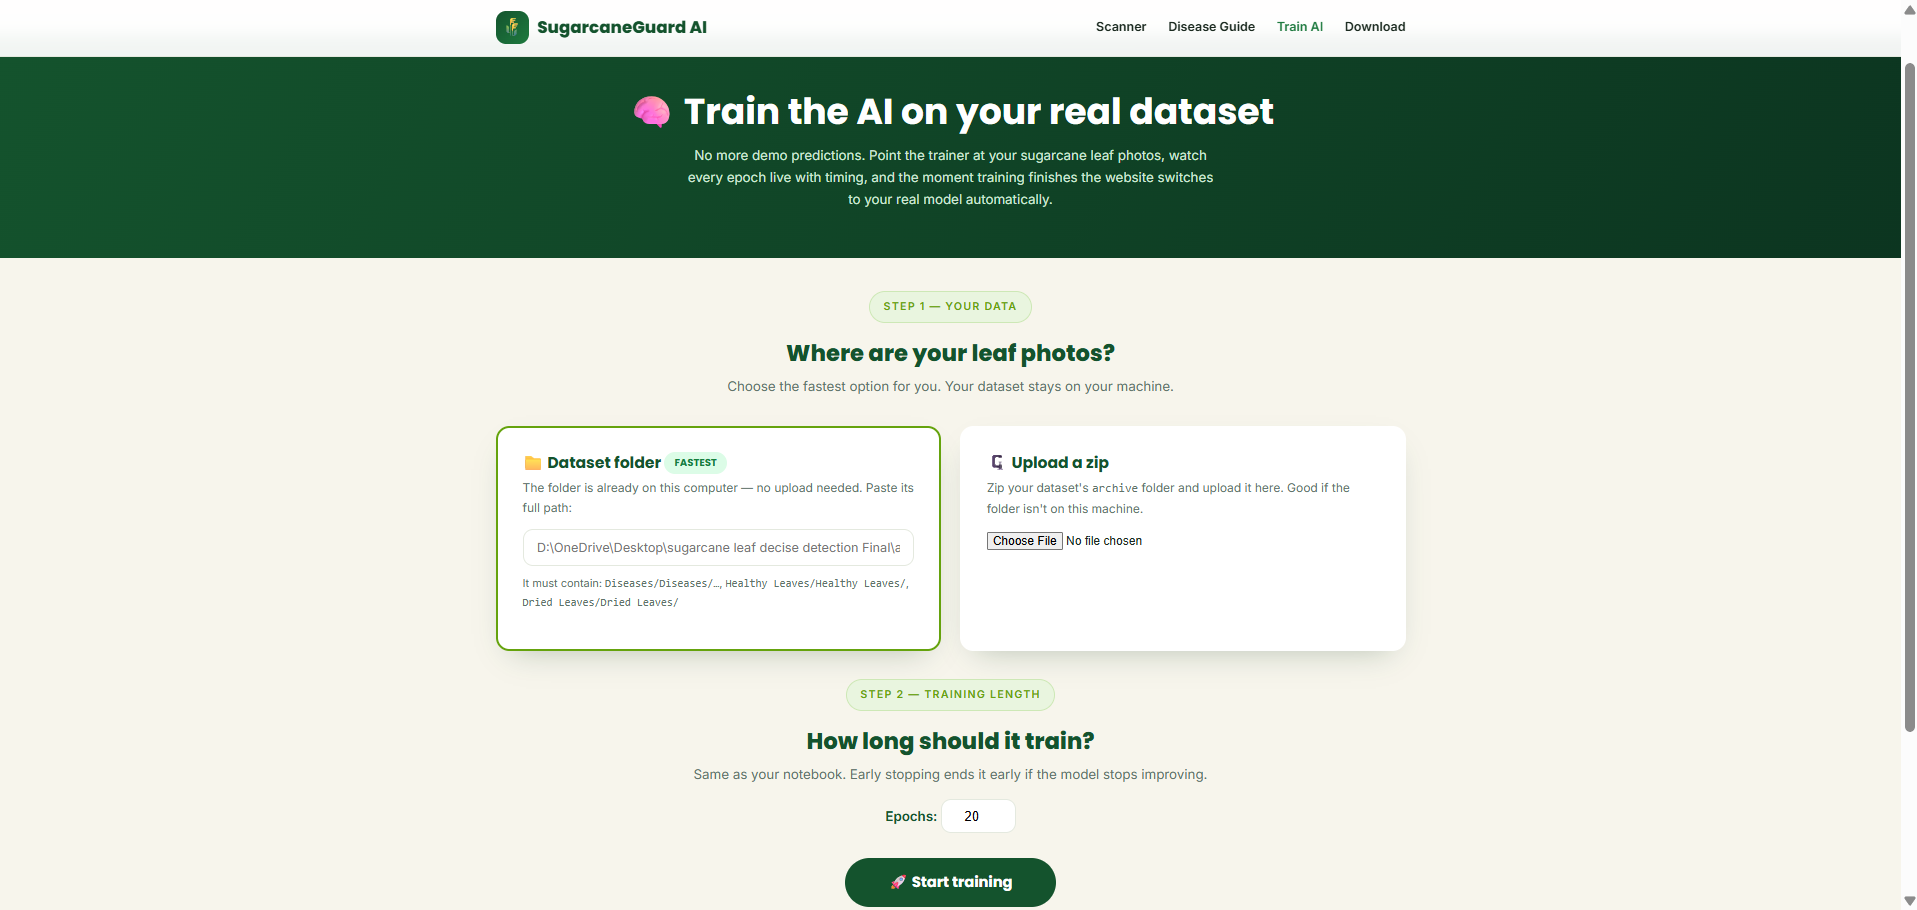 SugarcaneGuard AI
Scanner Disease Guide Train AI Download
Train the AI on your real dataset
No more demo predictions. Point the trainer at your sugarcane leaf photos, watch
every epoch live with timing, and the moment training finishes the website switches
to your real model automatically.
STEP 1 — YOUR DATA
Where are your leaf photos?
Choose the fastest option for you. Your dataset stays on your machine.
Dataset folder FASTEST
The folder is already on this computer — no upload needed. Paste its
full path:
D:\OneDrive\Desktop\sugarcane leaf decise detection Final\a
It must contain: Diseases/Diseases/…, Healthy Leaves/Healthy Leaves/,
Dried Leaves/Dried Leaves/
Upload a zip
Zip your dataset's archive folder and upload it here. Good if the
folder isn't on this machine.
Choose File No file chosen
STEP 2 — TRAINING LENGTH
How long should it train?
Same as your notebook. Early stopping ends it early if the model stops improving.
Epochs: 20
Start training